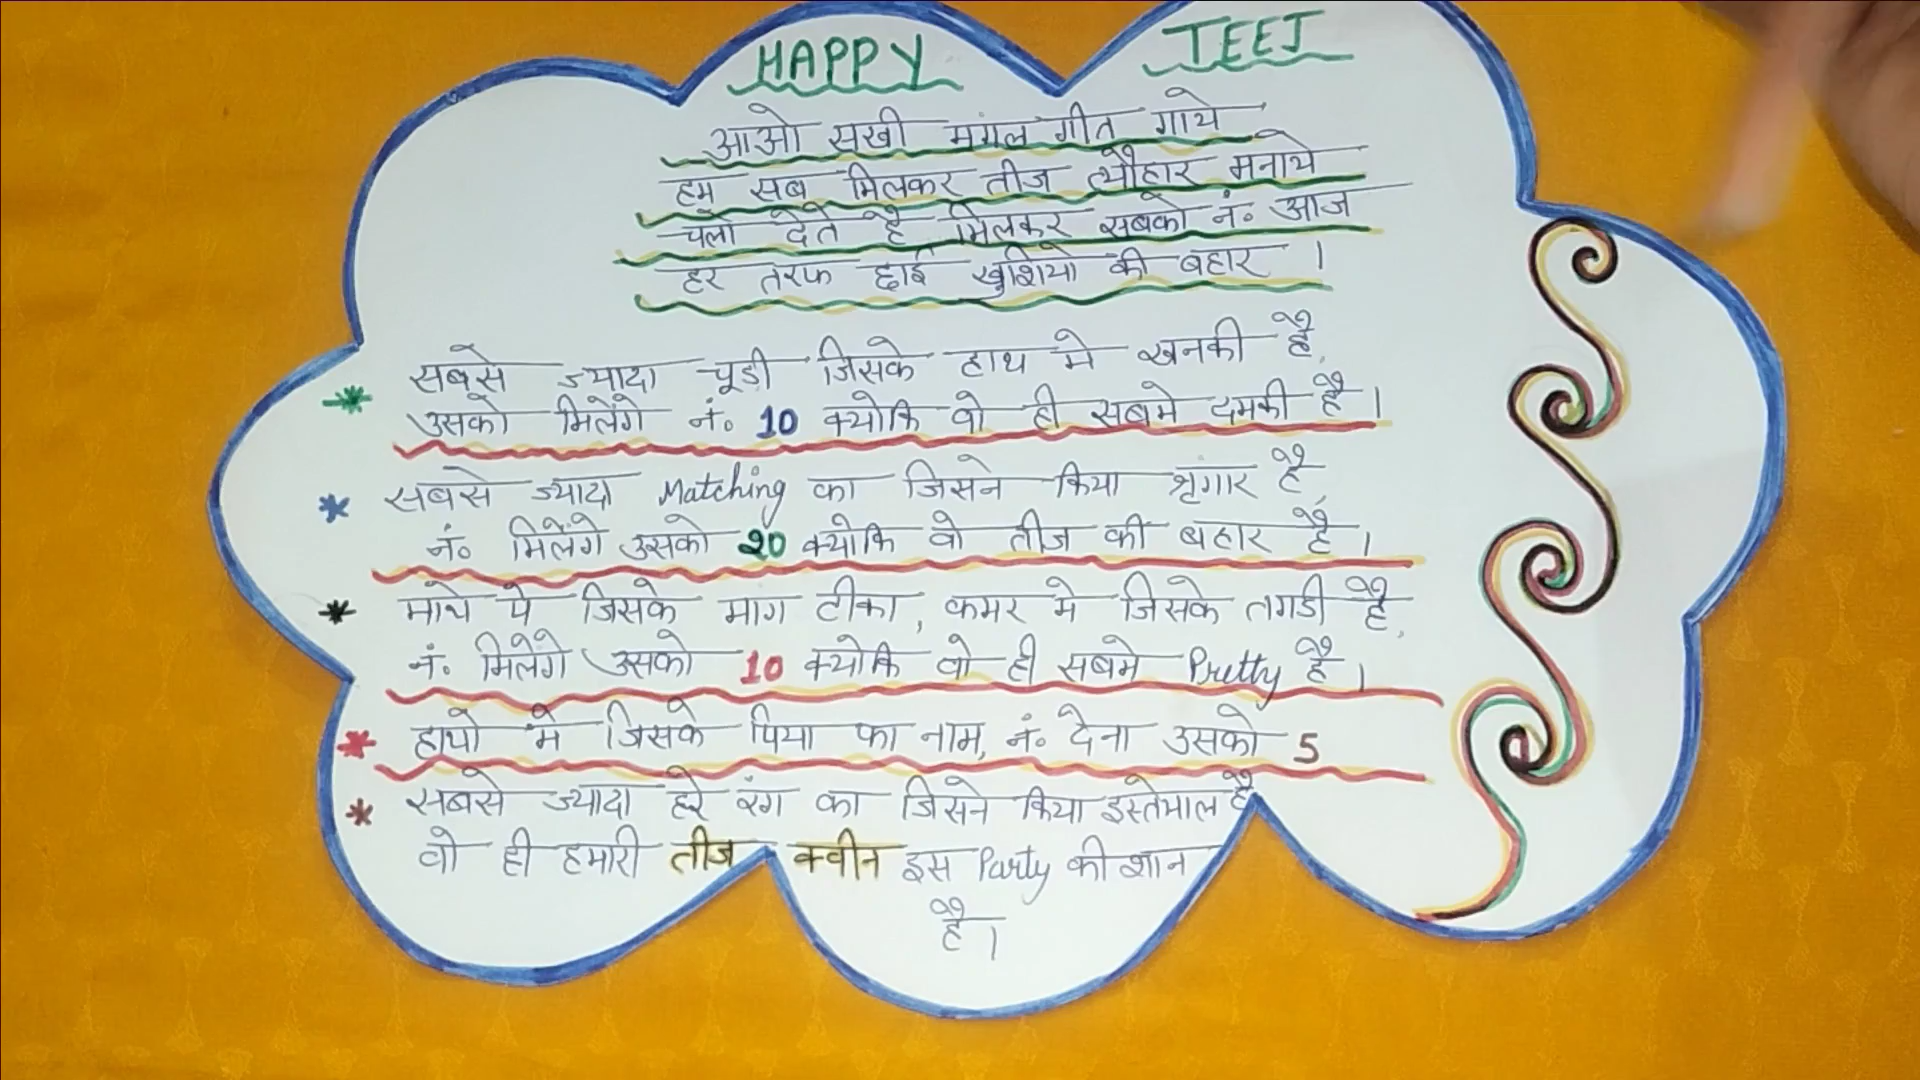 HAPPY TEEJ
आओ सखी मंगल गीत गाये
हम सब मिलकर तीज त्यौहार मनाये
चलो देते है मिलकर सबको नं॰ आज
हर तरफ छाई खुशियो की बहार ।
* सबसे ज्यादा चूडी जिसके हाथ मे खनकी है,
उसको मिलेंगे नं॰ 10 क्योकि वो ही सबमे दमकी है ।
* सबसे ज्यादा Matching का जिसने किया श्रृंगार है,
नं॰ मिलेंगे उसको 20 क्योकि वो तीज की बहार है ।
* माथे पे जिसके माग टीका, कमर मे जिसके तगडी है,
नं॰ मिलेगे उसको 10 क्योकि वो ही सबमे Pretty है ।
* हाथो मे जिसके पिया का नाम, नं॰ देना उसको 5
* सबसे ज्यादा हरे रंग का जिसने किया इस्तेमाल है
वो ही हमारी तीज क्वीन इस Party की शान
है ।